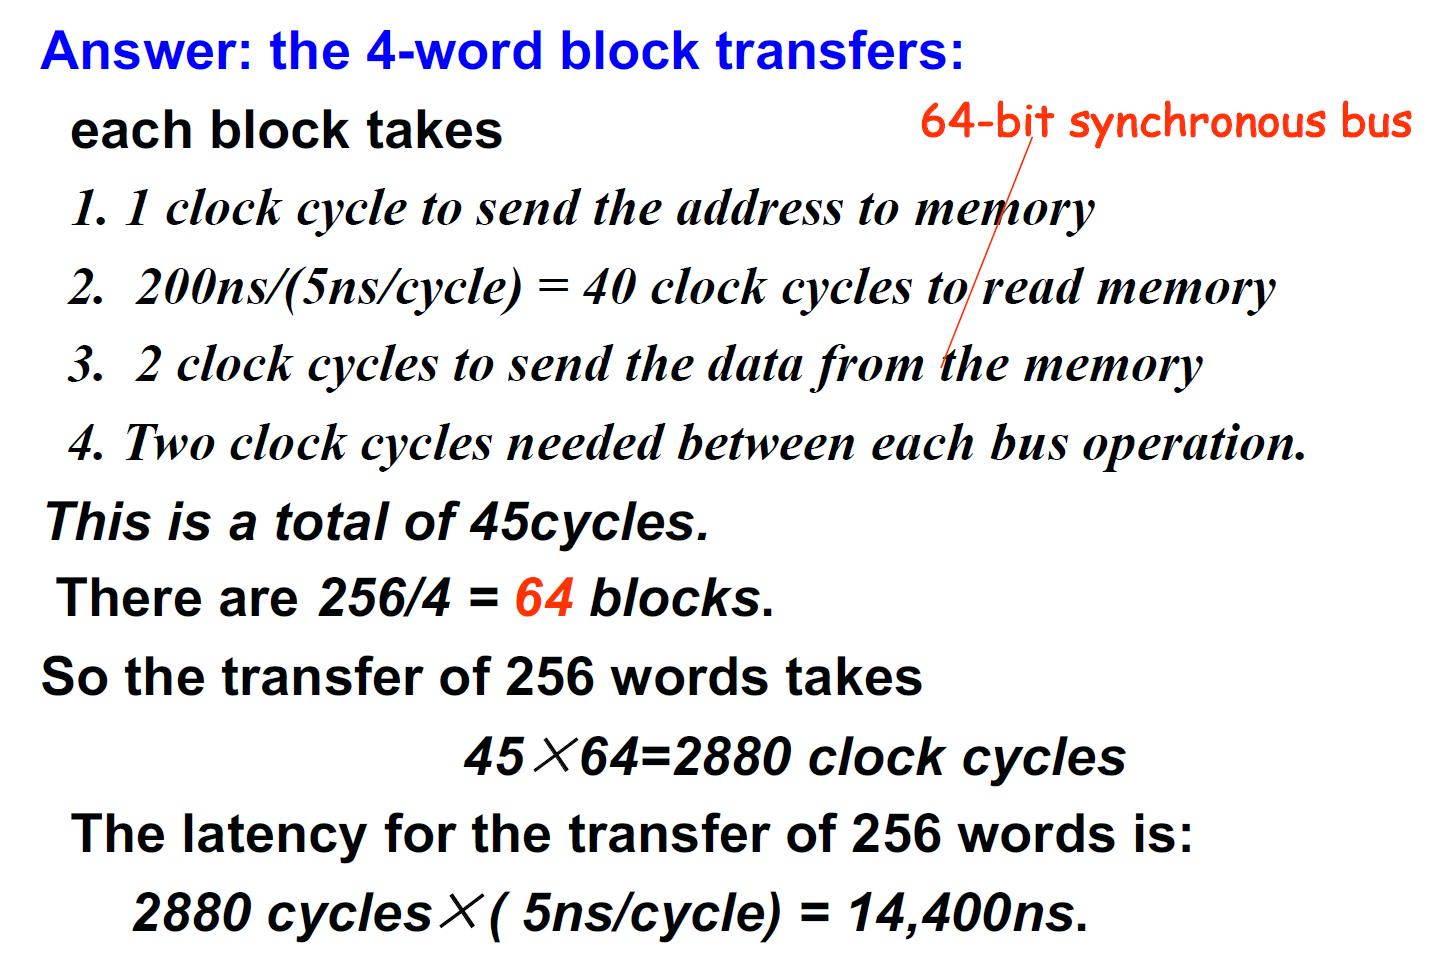 Answer: the 4-word block transfers:
each block takes
64-bit synchronous bus
1. 1 clock cycle to send the address to memory
2. 200ns/(5ns/cycle) = 40 clock cycles to read memory
3. 2 clock cycles to send the data from the memory
4. Two clock cycles needed between each bus operation.
This is a total of 45cycles.
There are 256/4 = 64 blocks.
So the transfer of 256 words takes
45×64=2880 clock cycles
The latency for the transfer of 256 words is:
2880 cycles×( 5ns/cycle) = 14,400ns.